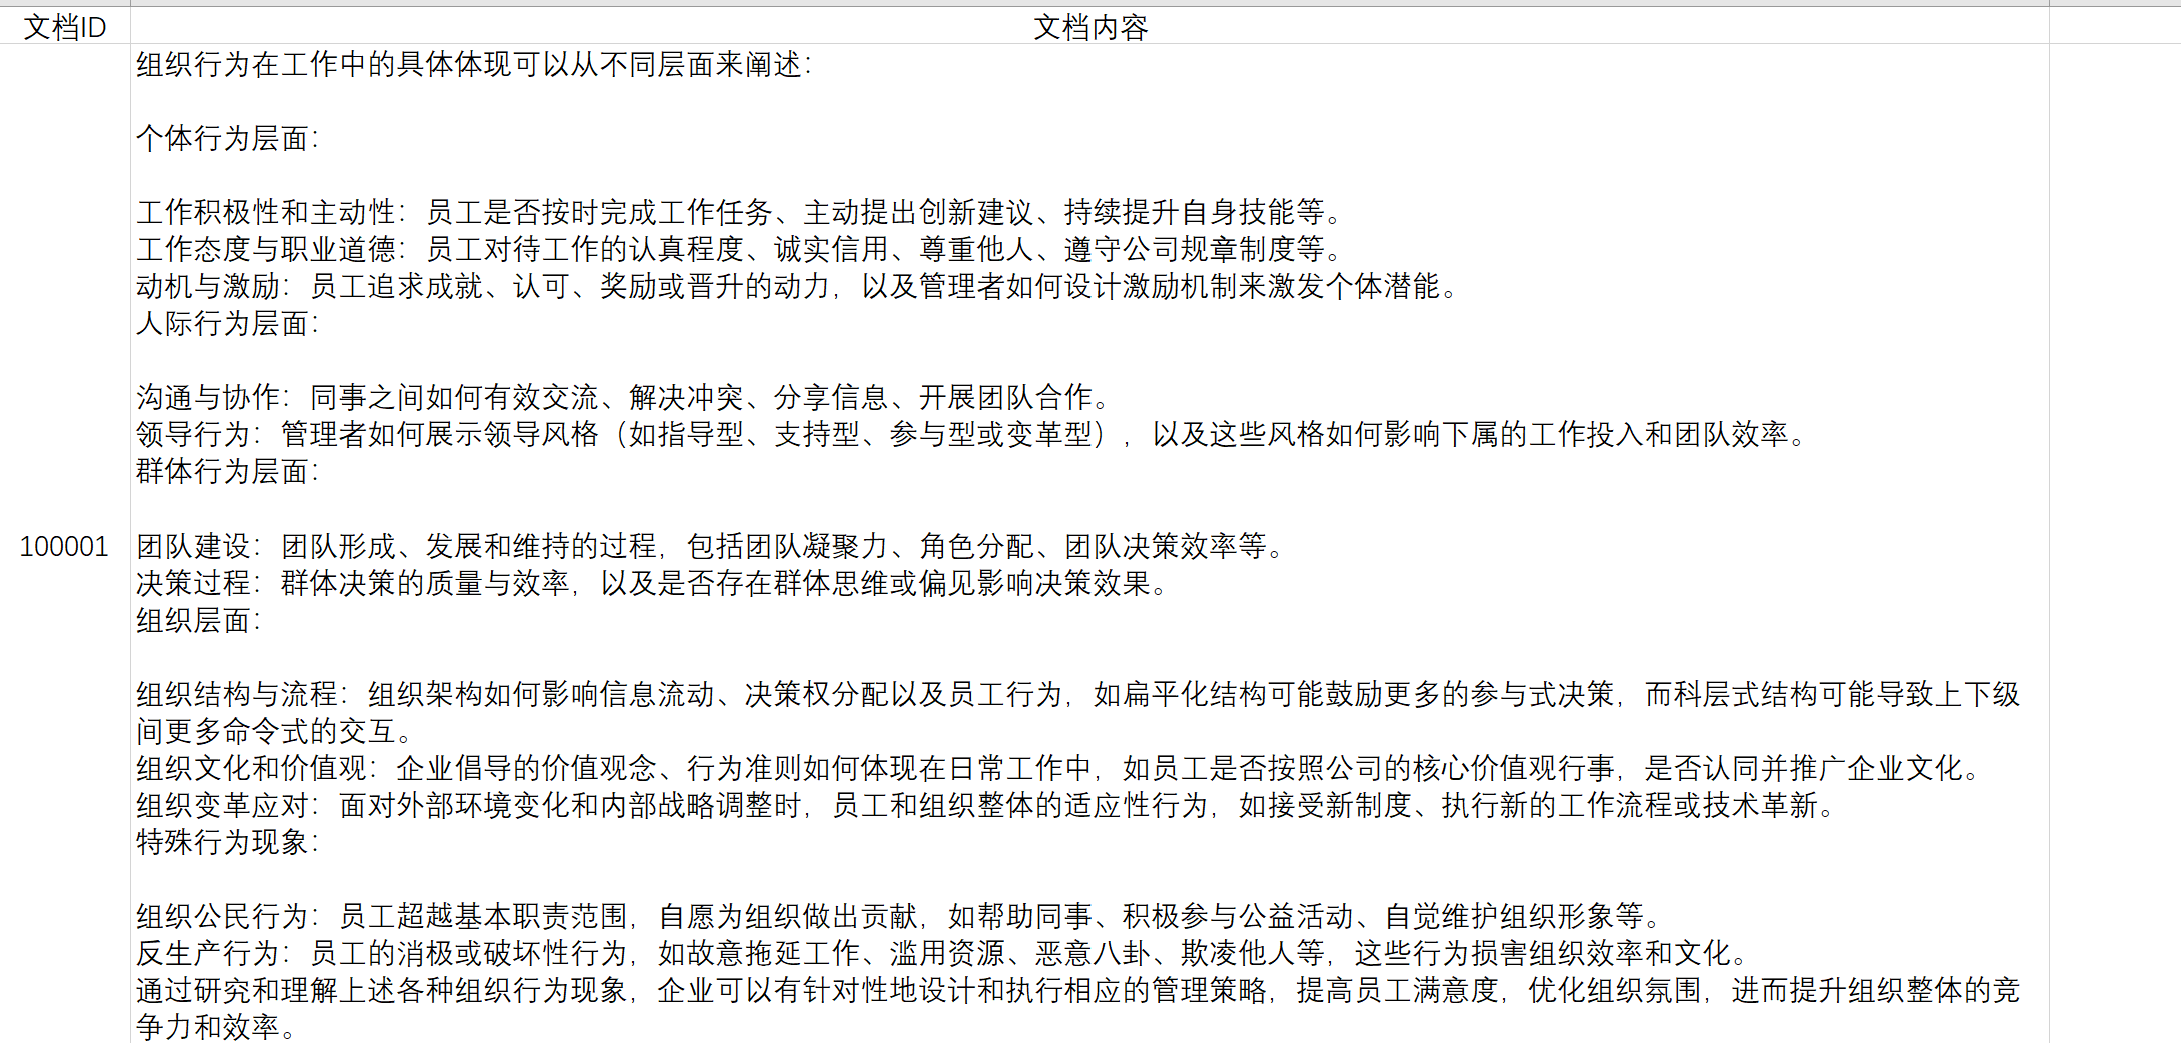 文档ID 文档内容
组织行为在工作中的具体体现可以从不同层面来阐述：
个体行为层面：
工作积极性和主动性：员工是否按时完成工作任务、主动提出创新建议、持续提升自身技能等。
工作态度与职业道德：员工对待工作的认真程度、诚实信用、尊重他人、遵守公司规章制度等。
动机与激励：员工追求成就、认可、奖励或晋升的动力，以及管理者如何设计激励机制来激发个体潜能。
人际行为层面：
沟通与协作：同事之间如何有效交流、解决冲突、分享信息、开展团队合作。
领导行为：管理者如何展示领导风格（如指导型、支持型、参与型或变革型），以及这些风格如何影响下属的工作投入和团队效率。
群体行为层面：
100001 团队建设：团队形成、发展和维持的过程，包括团队凝聚力、角色分配、团队决策效率等。
决策过程：群体决策的质量与效率，以及是否存在群体思维或偏见影响决策效果。
组织层面：
组织结构与流程：组织架构如何影响信息流动、决策权分配以及员工行为，如扁平化结构可能鼓励更多的参与式决策，而科层式结构可能导致上下级
间更多命令式的交互。
组织文化和价值观：企业倡导的价值观念、行为准则如何体现在日常工作中，如员工是否按照公司的核心价值观行事，是否认同并推广企业文化。
组织变革应对：面对外部环境变化和内部战略调整时，员工和组织整体的适应性行为，如接受新制度、执行新的工作流程或技术革新。
特殊行为现象：
组织公民行为：员工超越基本职责范围，自愿为组织做出贡献，如帮助同事、积极参与公益活动、自觉维护组织形象等。
反生产行为：员工的消极或破坏性行为，如故意拖延工作、滥用资源、恶意八卦、欺凌他人等，这些行为损害组织效率和文化。
通过研究和理解上述各种组织行为现象，企业可以有针对性地设计和执行相应的管理策略，提高员工满意度，优化组织氛围，进而提升组织整体的竞
争力和效率。